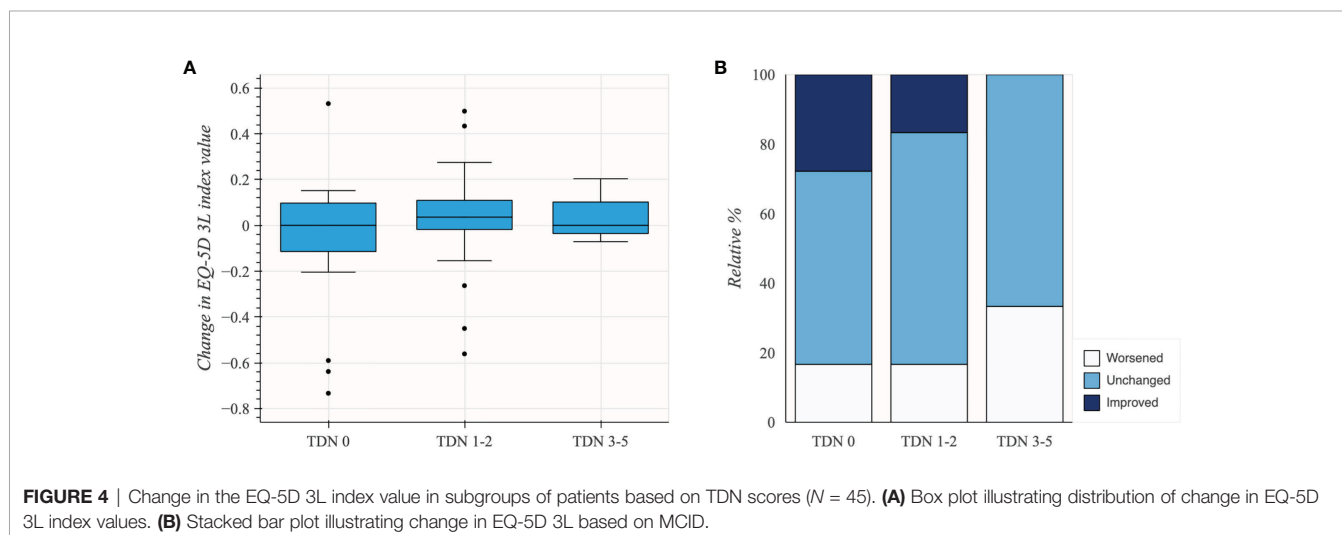 A
Change in EQ-5D 3L index value
0.6
0.4
0.2
0
−0.2
−0.4
−0.6
−0.8
TDN 0
TDN 1-2
TDN 3-5
B
Relative %
100
80
60
40
20
0
TDN 0
TDN 1-2
TDN 3-5
Worsened
Unchanged
Improved
FIGURE 4 | Change in the EQ-5D 3L index value in subgroups of patients based on TDN scores (N = 45). (A) Box plot illustrating distribution of change in EQ-5D
3L index values. (B) Stacked bar plot illustrating change in EQ-5D 3L based on MCID.